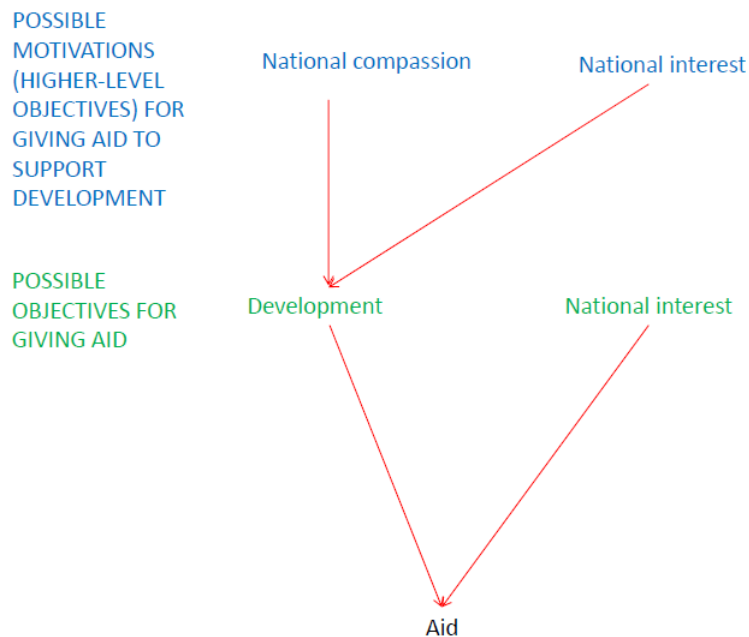 POSSIBLE
MOTIVATIONS
(HIGHER-LEVEL
OBJECTIVES) FOR
GIVING AID TO
SUPPORT
DEVELOPMENT
National compassion
National interest
POSSIBLE
OBJECTIVES FOR
GIVING AID
Development
National interest
Aid